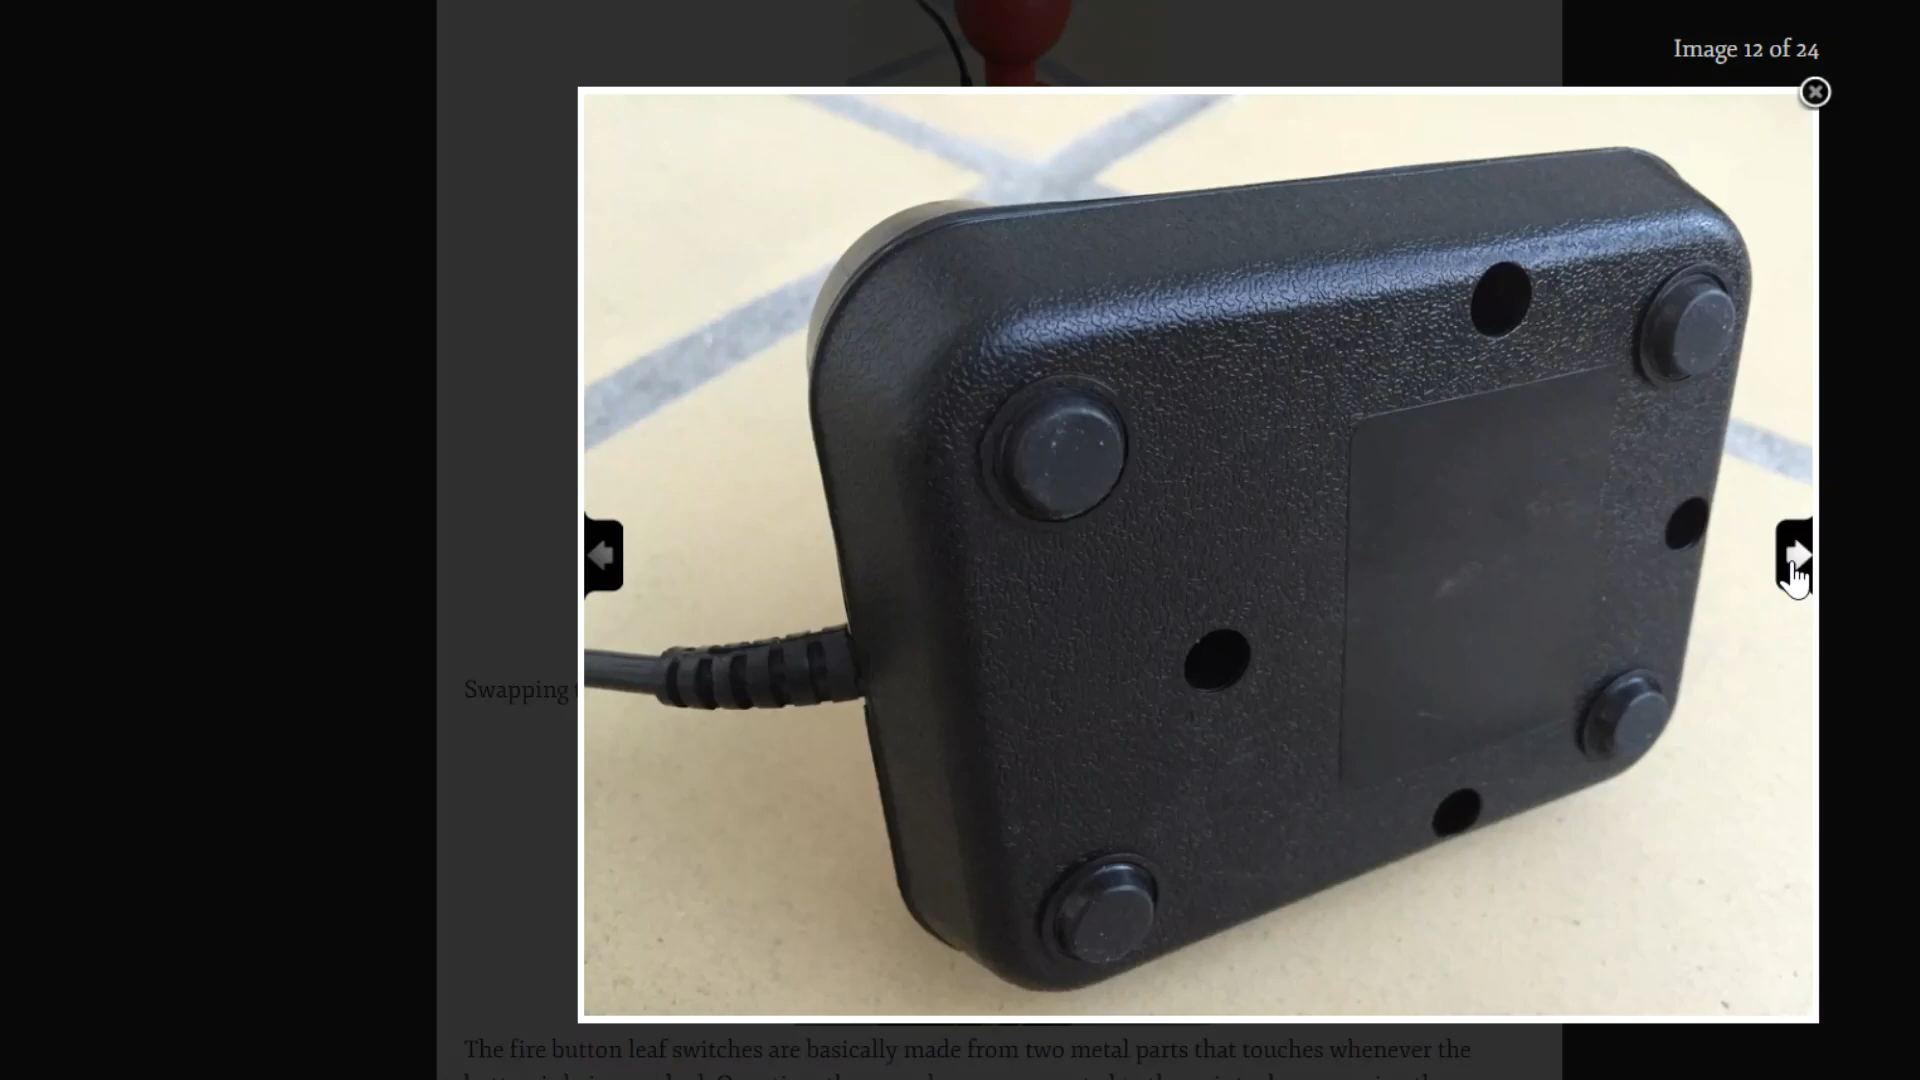 Image 12 of 24
Swapping
The fire button leaf switches are basically made from two metal parts that touches whenever the